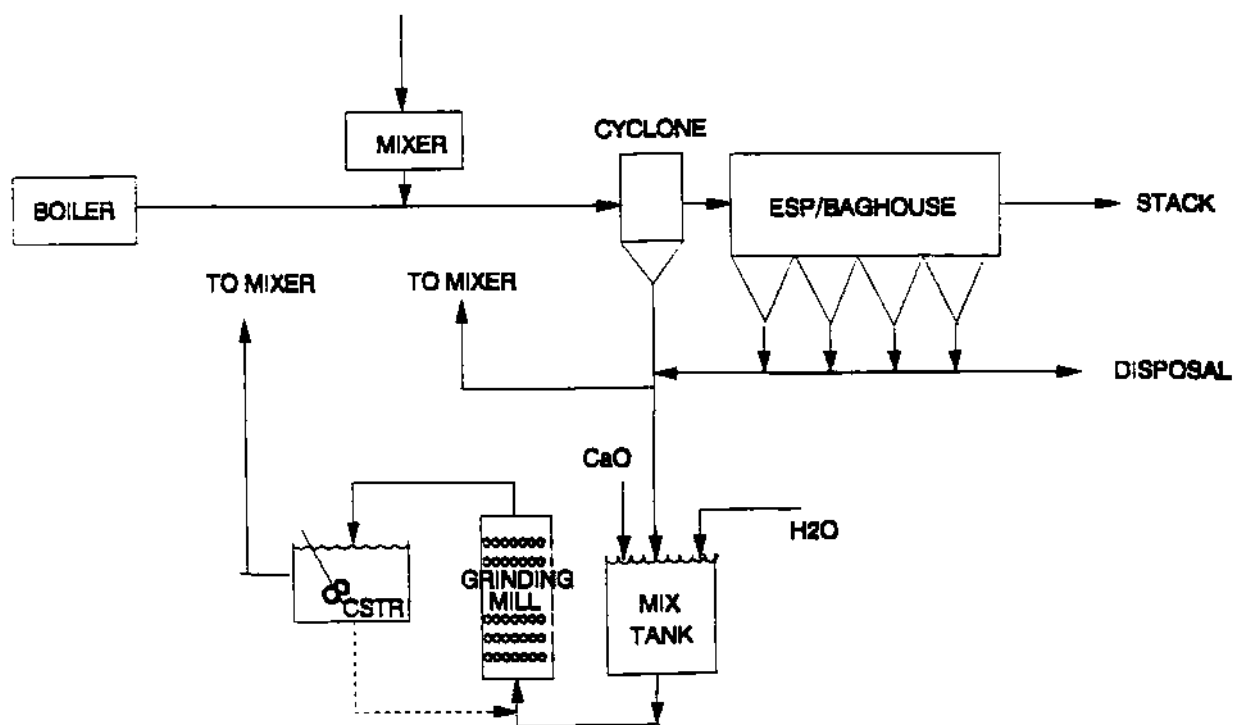 CYCLONE
MIXER
BOILER
ESP/BAGHOUSE
STACK
TO MIXER
TO MIXER
DISPOSAL
CaO
H2O
GRINDING
MILL
CSTR
MIX
TANK